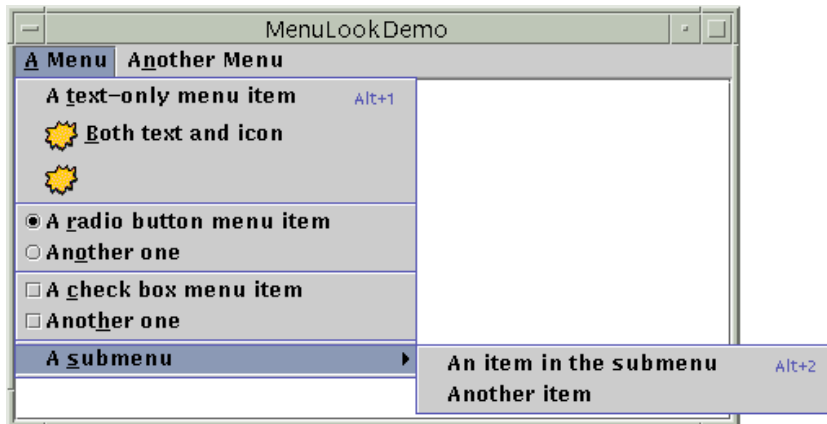 MenuLookDemo
A Menu Another Menu
A text-only menu item Alt+1
Both text and icon
A radio button menu item
Another one
A check box menu item
Another one
A submenu
An item in the submenu Alt+2
Another item